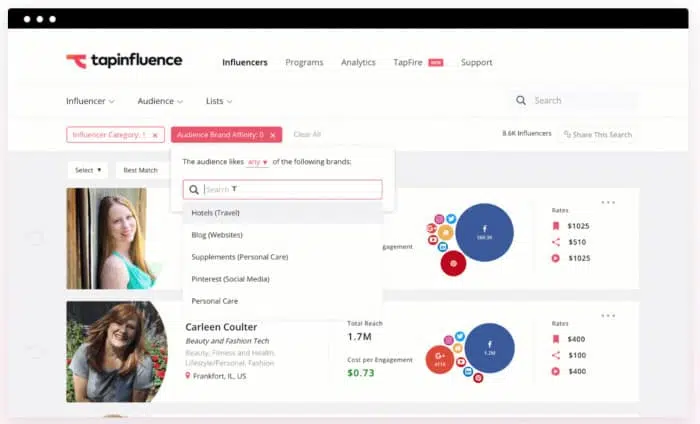 tapinfluence
Influencers Programs Analytics TapFire NEW Support
Influencer Audience Lists Search
Influencer Category: 1 × Audience Brand Affinity: 0 × Clear All 8.6K Influencers Share This Search
Select Best Match
The audience likes any of the following brands:
Search
Hotels (Travel)
Blog (Websites)
Supplements (Personal Care)
Pinterest (Social Media)
Personal Care
Engagement
Rates
$1025
$510
$1025
Carleen Coulter
Beauty and Fashion Tech
Beauty, Fitness and Health,
Lifestyle/Personal, Fashion
Frankfort, IL, US
Total Reach
1.7M
Cost per Engagement
$0.73
1.2M
Rates
$400
$100
$400